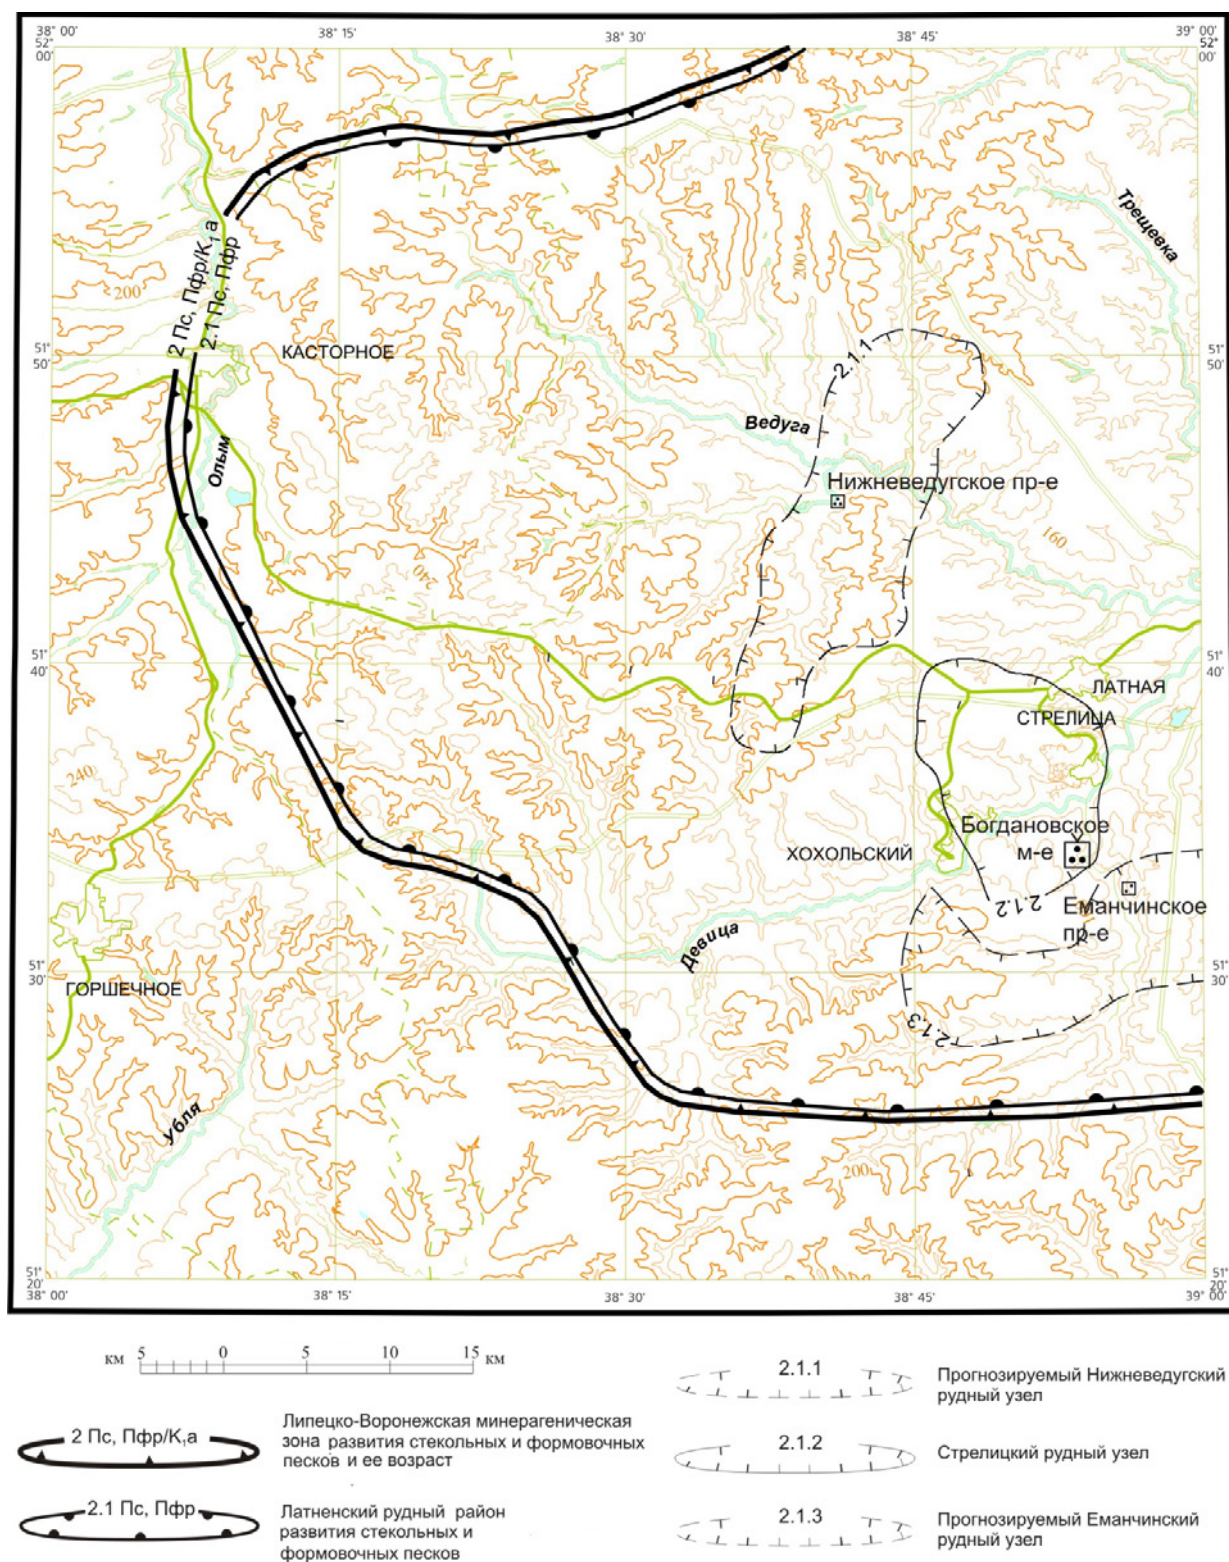 38° 00'
38° 15'
38° 30'
38° 45'
39° 00'
52°
00'
52°
00'
Трещевка
2 Пс, Пфр/К₁а
2.1 Пс, Пфр
200
200
51°
50'
51°
50'
КАСТОРНОЕ
2.1.1
Ведуга
Олым
Нижневедугское пр-е
160
240
51°
40'
51°
40'
ЛАТНАЯ
СТРЕЛИЦА
240
Богдановское
м-е
ХОХОЛЬСКИЙ
2.1.2
Еманчинское
пр-е
Девица
51°
30'
51°
30'
ГОРШЕЧНОЕ
2.1.3
Убля
200
51°
20'
51°
20'
38° 00'
38° 15'
38° 30'
38° 45'
39° 00'
км 5 0 5 10 15 км
2 Пс, Пфр/К₁а
Липецко-Воронежская минерагеническая
зона развития стекольных и формовочных
песков и ее возраст
2.1 Пс, Пфр
Латненский рудный район
развития стекольных и
формовочных песков
2.1.1
Прогнозируемый Нижневедугский
рудный узел
2.1.2
Стрелицкий рудный узел
2.1.3
Прогнозируемый Еманчинский
рудный узел